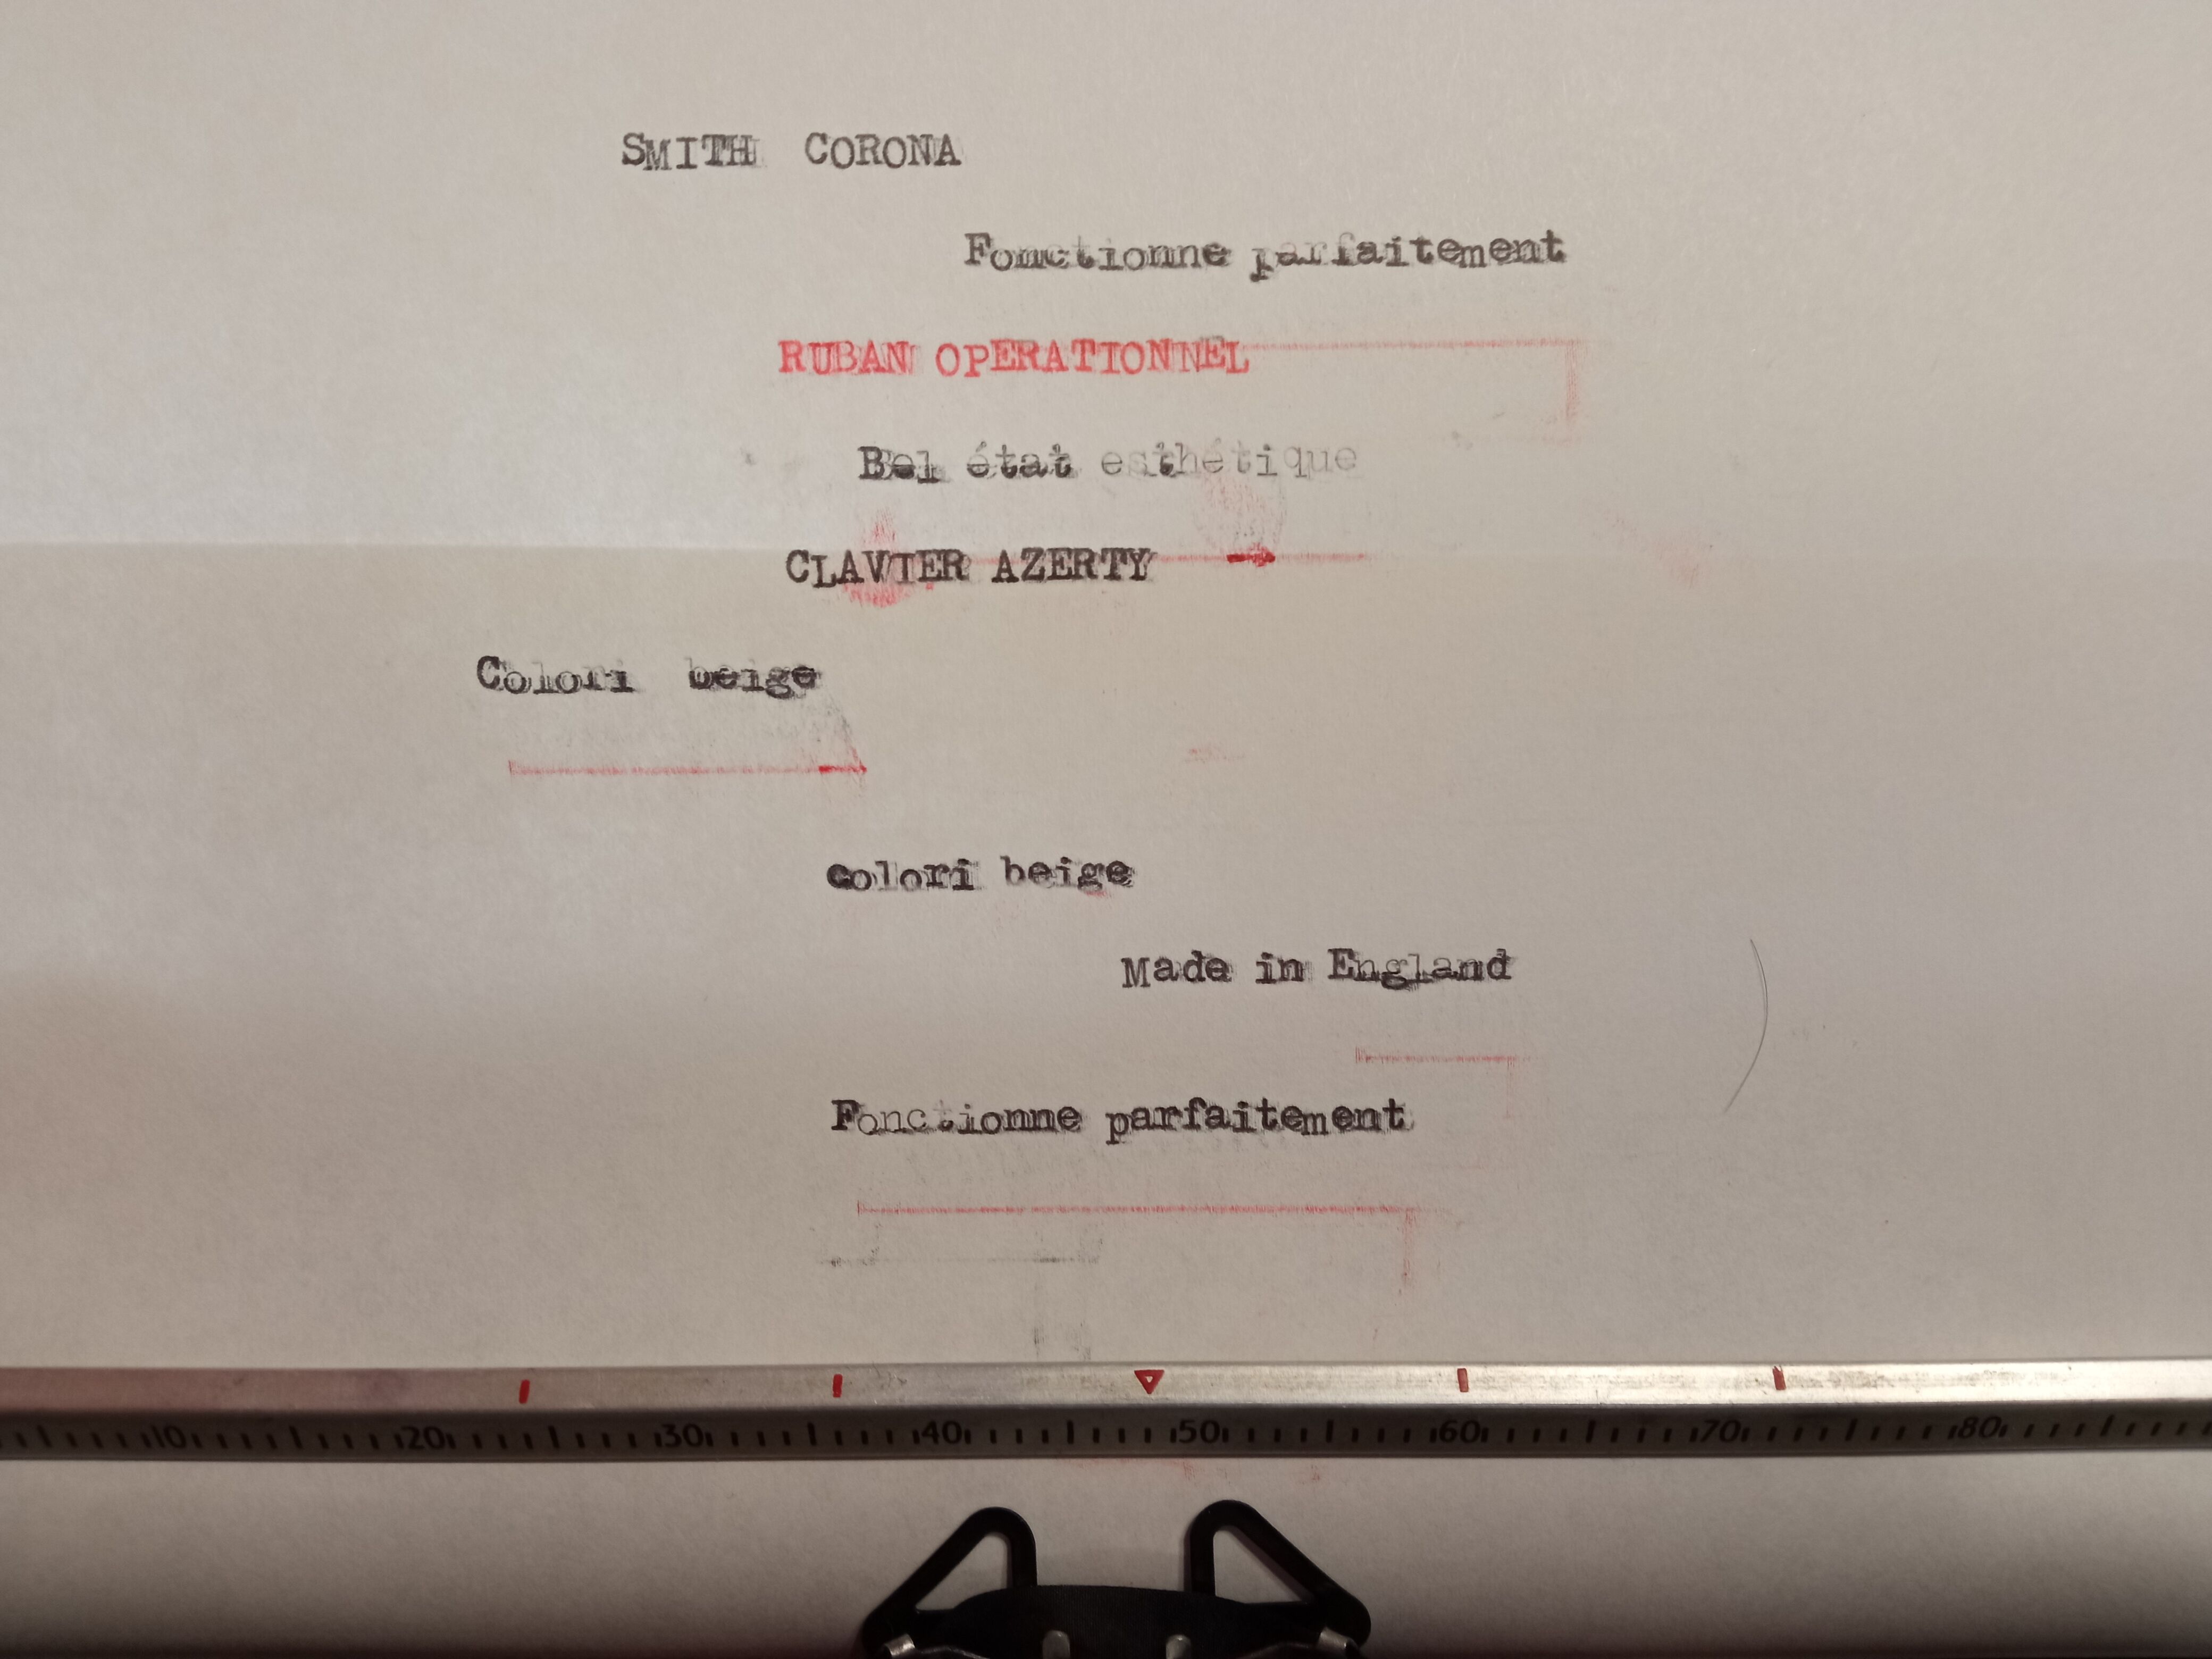 SMITH CORONA
Fonctionne parfaitement
RUBAN OPERATIONNEL
Bel état esthétique
CLAVIER AZERTY
Colori beige
colori beige
Made in England
Fonctionne parfaitement
10 20 30 40 50 60 70 80